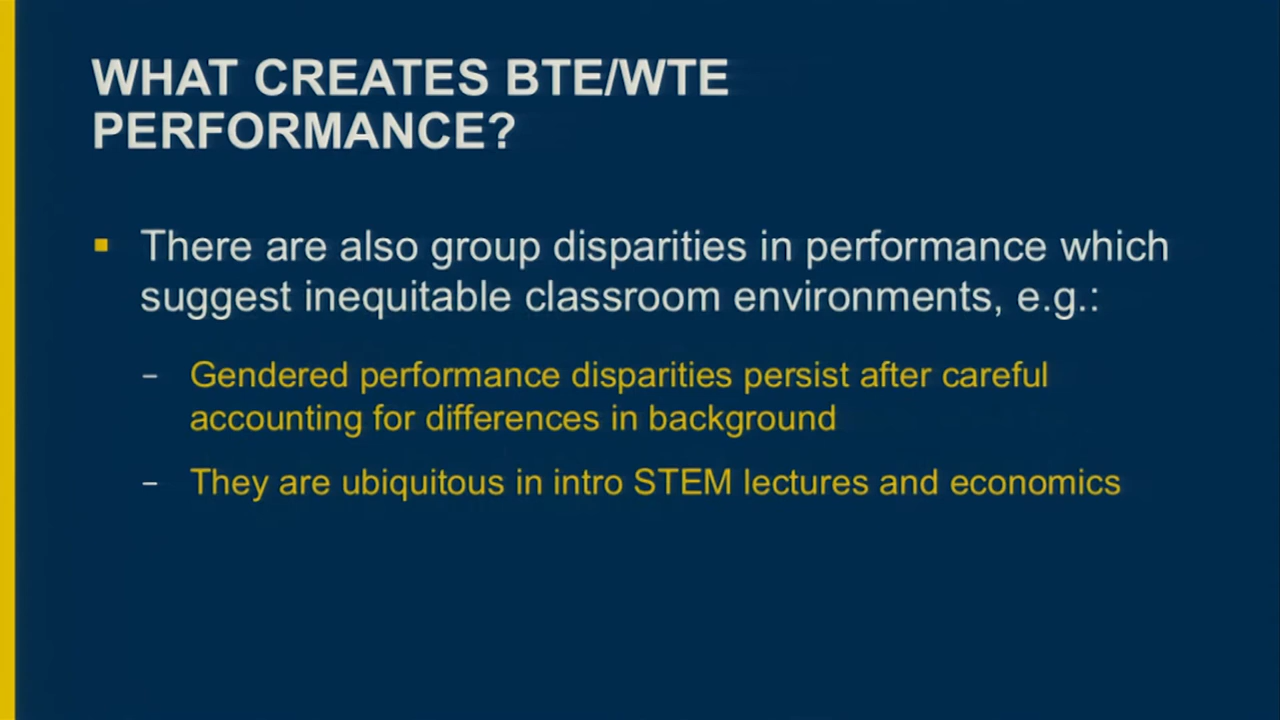 WHAT CREATES BTE/WTE
PERFORMANCE?
▪ There are also group disparities in performance which
suggest inequitable classroom environments, e.g.:
– Gendered performance disparities persist after careful
accounting for differences in background
– They are ubiquitous in intro STEM lectures and economics